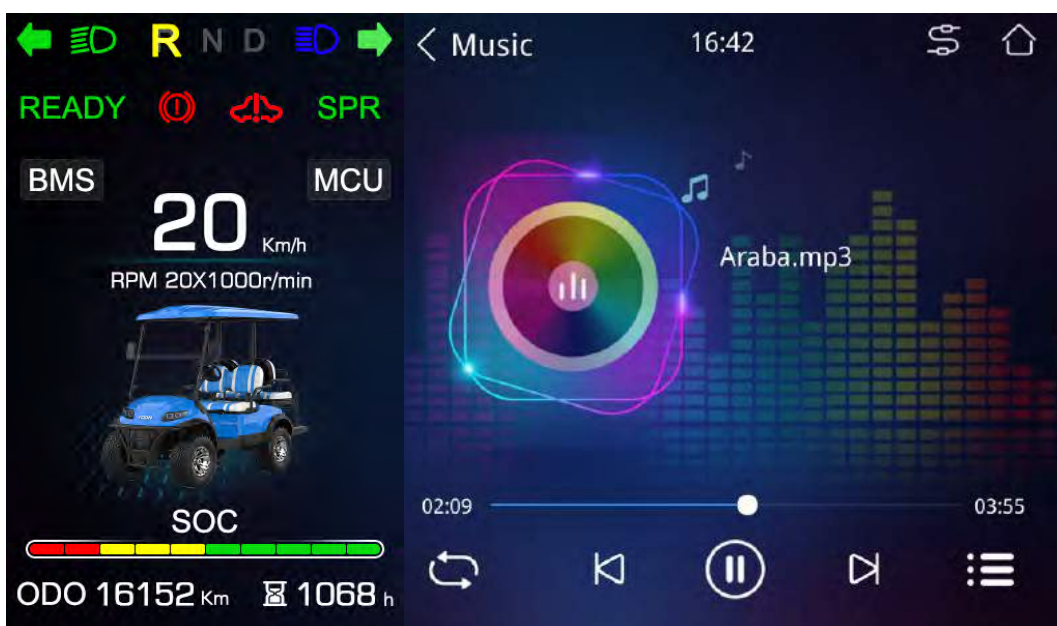 R N D
READY SPR
BMS MCU
20 Km/h
RPM 20X1000r/min
SOC
ODO 16152 Km 1068 h
Music 16:42
Araba.mp3
02:09 03:55